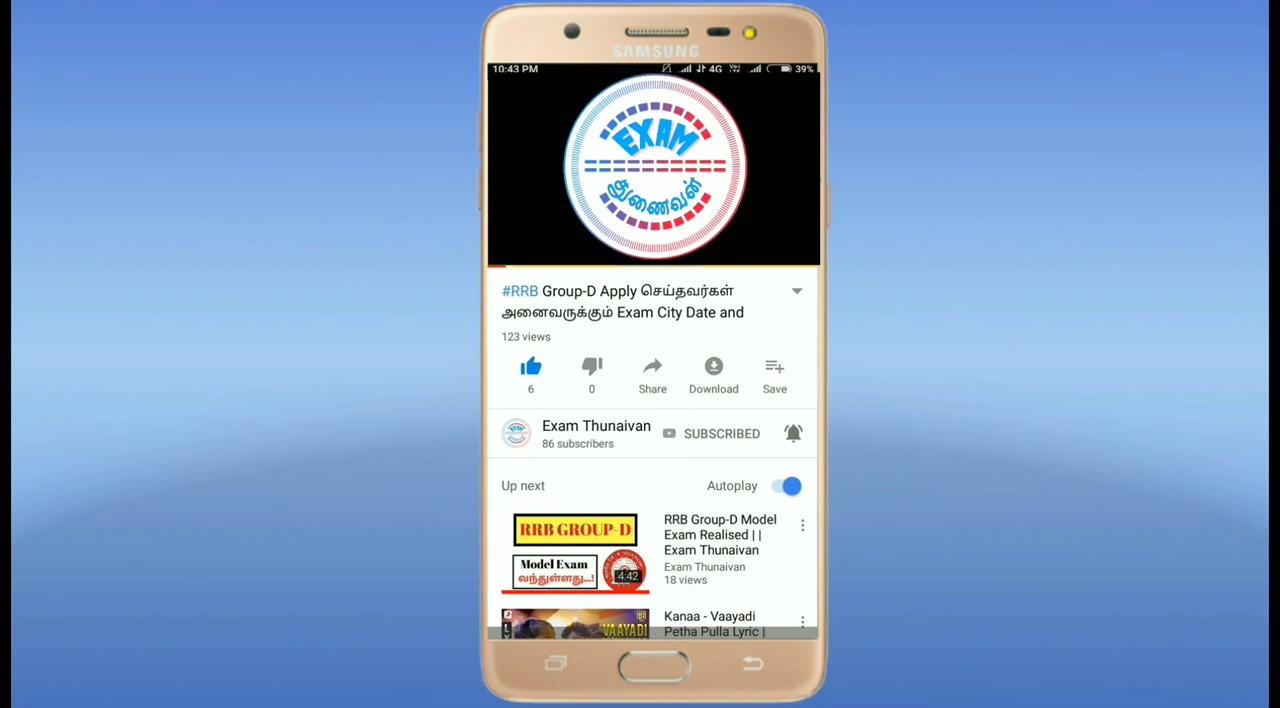 SAMSUNG
10:43 PM
4G
39%
EXAM
துணைவன்
#RRB Group-D Apply செய்தவர்கள்
அனைவருக்கும் Exam City Date and
123 views
6
0
Share
Download
Save
Exam Thunaivan
86 subscribers
SUBSCRIBED
Up next
Autoplay
RRB GROUP-D
Model Exam
வந்துள்ளது...!
4:42
RRB Group-D Model
Exam Realised | |
Exam Thunaivan
Exam Thunaivan
18 views
VAAYADI
Kanaa - Vaayadi
Petha Pulla Lyric |